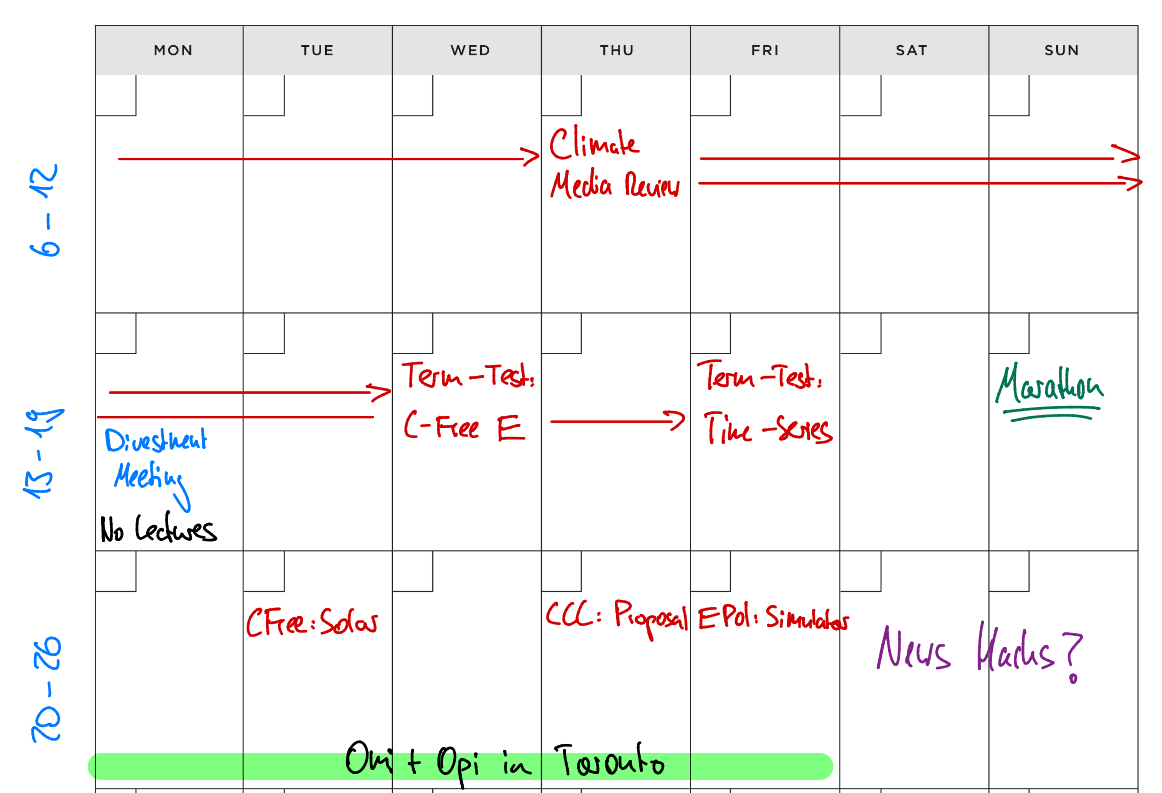 MON TUE WED THU FRI SAT SUN
6 – 12
Climate
Media Review
13 – 19
Term-Test:
C-Free E
Term-Test:
Time-Series
Marathon
Divestment
Meeting
No Lectures
20 – 26
CFree: Solar
CCC: Proposal
EPol: Simulator
News Hacks?
Omi + Opi in Toronto